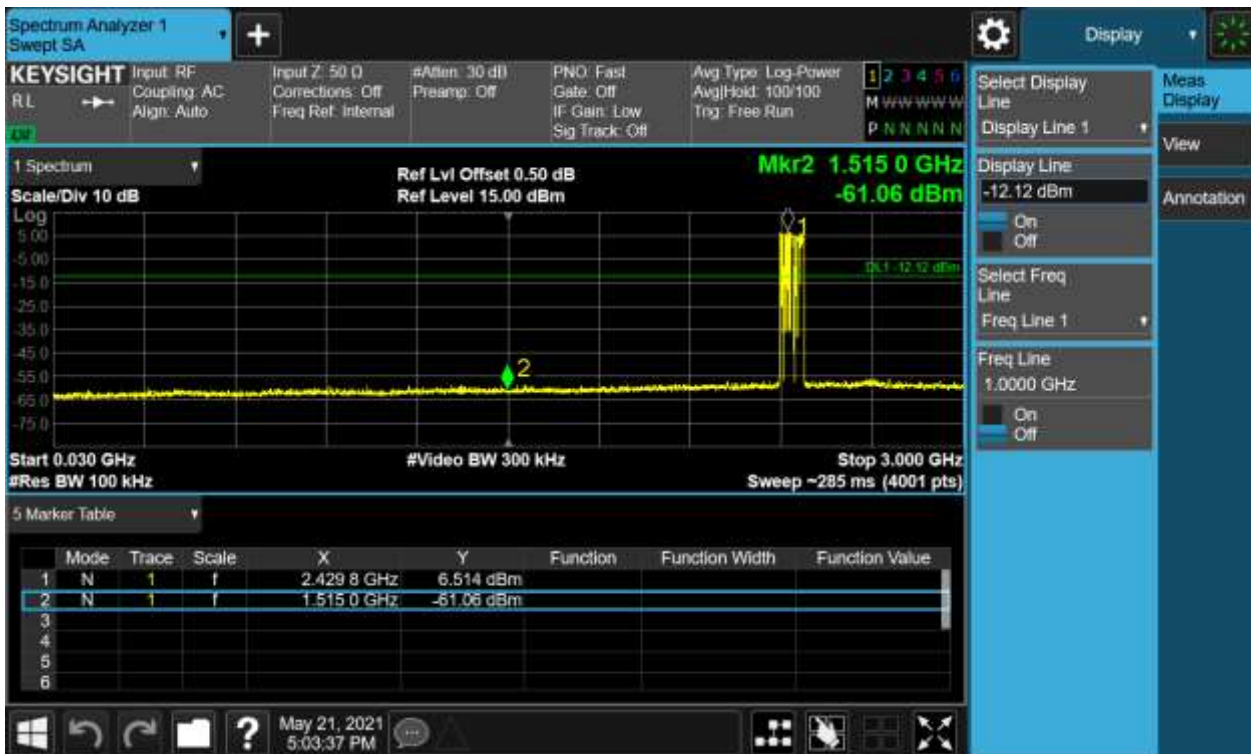 Spectrum Analyzer 1
Swept SA
+
Display
KEYSIGHT
RL
Input: RF
Coupling: AC
Align: Auto
Input Z: 50 Ω
Corrections: Off
Freq Ref: Internal
#Atten: 30 dB
Preamp: Off
PNO: Fast
Gate: Off
IF Gain: Low
Sig Track: Off
Avg Type: Log-Power
Avg|Hold: 100/100
Trig: Free Run
1 2 3 4 5 6
M W W W W W
P N N N N N
1 Spectrum
Scale/Div 10 dB
Ref Lvl Offset 0.50 dB
Ref Level 15.00 dBm
Mkr2 1.515 0 GHz
-61.06 dBm
Log
5.00
-5.00
-15.0
-25.0
-35.0
-45.0
-55.0
-65.0
-75.0
1
DL1 -12.12 dBm
2
Start 0.030 GHz
#Res BW 100 kHz
#Video BW 300 kHz
Stop 3.000 GHz
Sweep ~285 ms (4001 pts)
5 Marker Table
Mode Trace Scale X Y Function Function Width Function Value
1 N 1 f 2.429 8 GHz 6.514 dBm
2 N 1 f 1.515 0 GHz -61.06 dBm
3
4
5
6
?
May 21, 2021
5:03:37 PM
Select Display
Line
Display Line 1
Display Line
-12.12 dBm
On
Off
Select Freq
Line
Freq Line 1
Freq Line
1.0000 GHz
On
Off
Meas
Display
View
Annotation